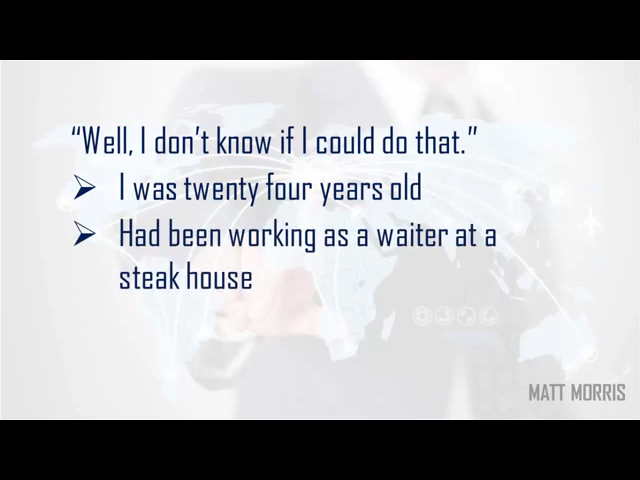 “Well, I don’t know if I could do that.”
➢ I was twenty four years old
➢ Had been working as a waiter at a
steak house
MATT MORRIS